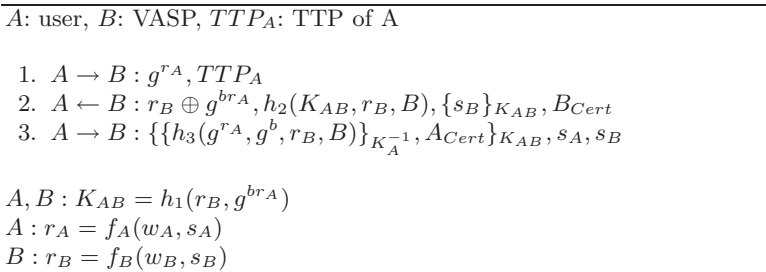 A: user, B: VASP, TTP_A: TTP of A
1. A → B : g^{r_A}, TTP_A
2. A ← B : r_B ⊕ g^{br_A}, h_2(K_{AB}, r_B, B), {s_B}_{K_{AB}}, B_{Cert}
3. A → B : {{h_3(g^{r_A}, g^b, r_B, B)}_{K_A^{-1}}, A_{Cert}}_{K_{AB}}, s_A, s_B
A, B : K_{AB} = h_1(r_B, g^{br_A})
A : r_A = f_A(w_A, s_A)
B : r_B = f_B(w_B, s_B)